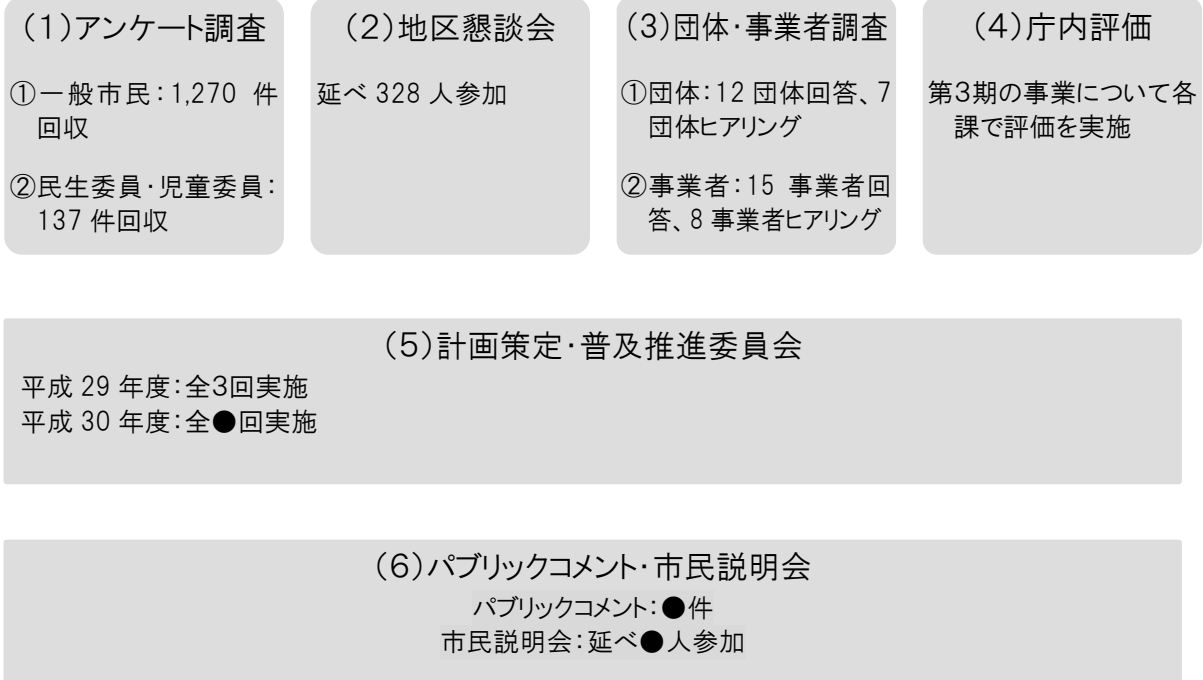 (1)アンケート調査
①一般市民:1,270 件
回収
②民生委員・児童委員:
137 件回収
(2)地区懇談会
延べ 328 人参加
(3)団体・事業者調査
①団体:12 団体回答、7
団体ヒアリング
②事業者:15 事業者回
答、8 事業者ヒアリング
(4)庁内評価
第3期の事業について各
課で評価を実施
(5)計画策定・普及推進委員会
平成 29 年度:全3回実施
平成 30 年度:全●回実施
(6)パブリックコメント・市民説明会
パブリックコメント:●件
市民説明会:延べ●人参加